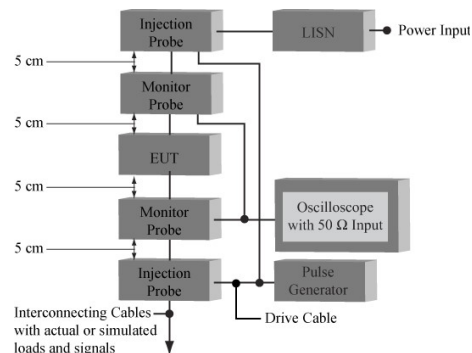 Injection
Probe
LISN
Power Input
5 cm
Monitor
Probe
5 cm
EUT
5 cm
Monitor
Probe
Oscilloscope
with 50 Ω Input
5 cm
Injection
Probe
Pulse
Generator
Interconnecting Cables
with actual or simulated
loads and signals
Drive Cable